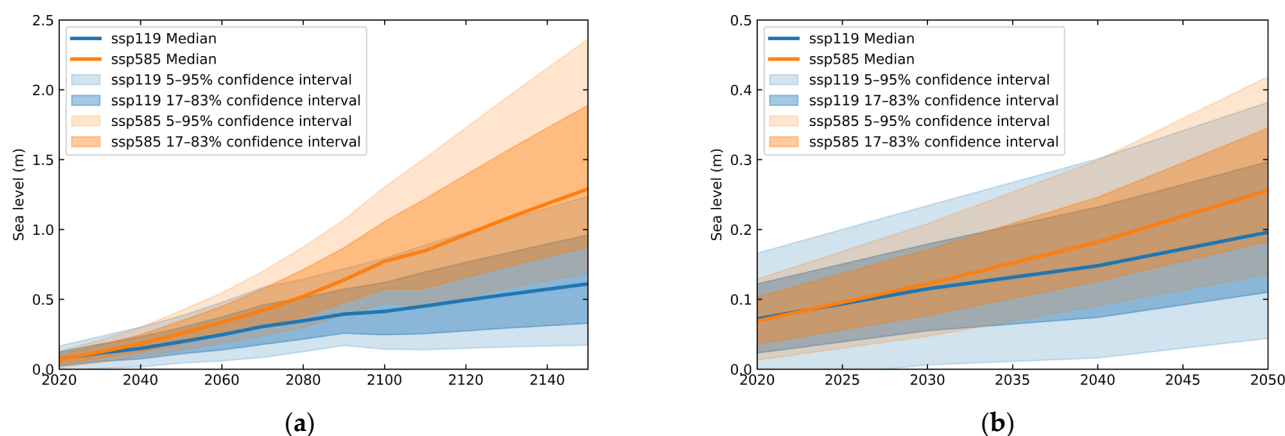 2.5
2.0
1.5
1.0
0.5
0.0
Sea level (m)
ssp119 Median
ssp585 Median
ssp119 5–95% confidence interval
ssp119 17–83% confidence interval
ssp585 5–95% confidence interval
ssp585 17–83% confidence interval
2020 2040 2060 2080 2100 2120 2140
(a)
0.5
0.4
0.3
0.2
0.1
0.0
Sea level (m)
ssp119 Median
ssp585 Median
ssp119 5–95% confidence interval
ssp119 17–83% confidence interval
ssp585 5–95% confidence interval
ssp585 17–83% confidence interval
2020 2025 2030 2035 2040 2045 2050
(b)